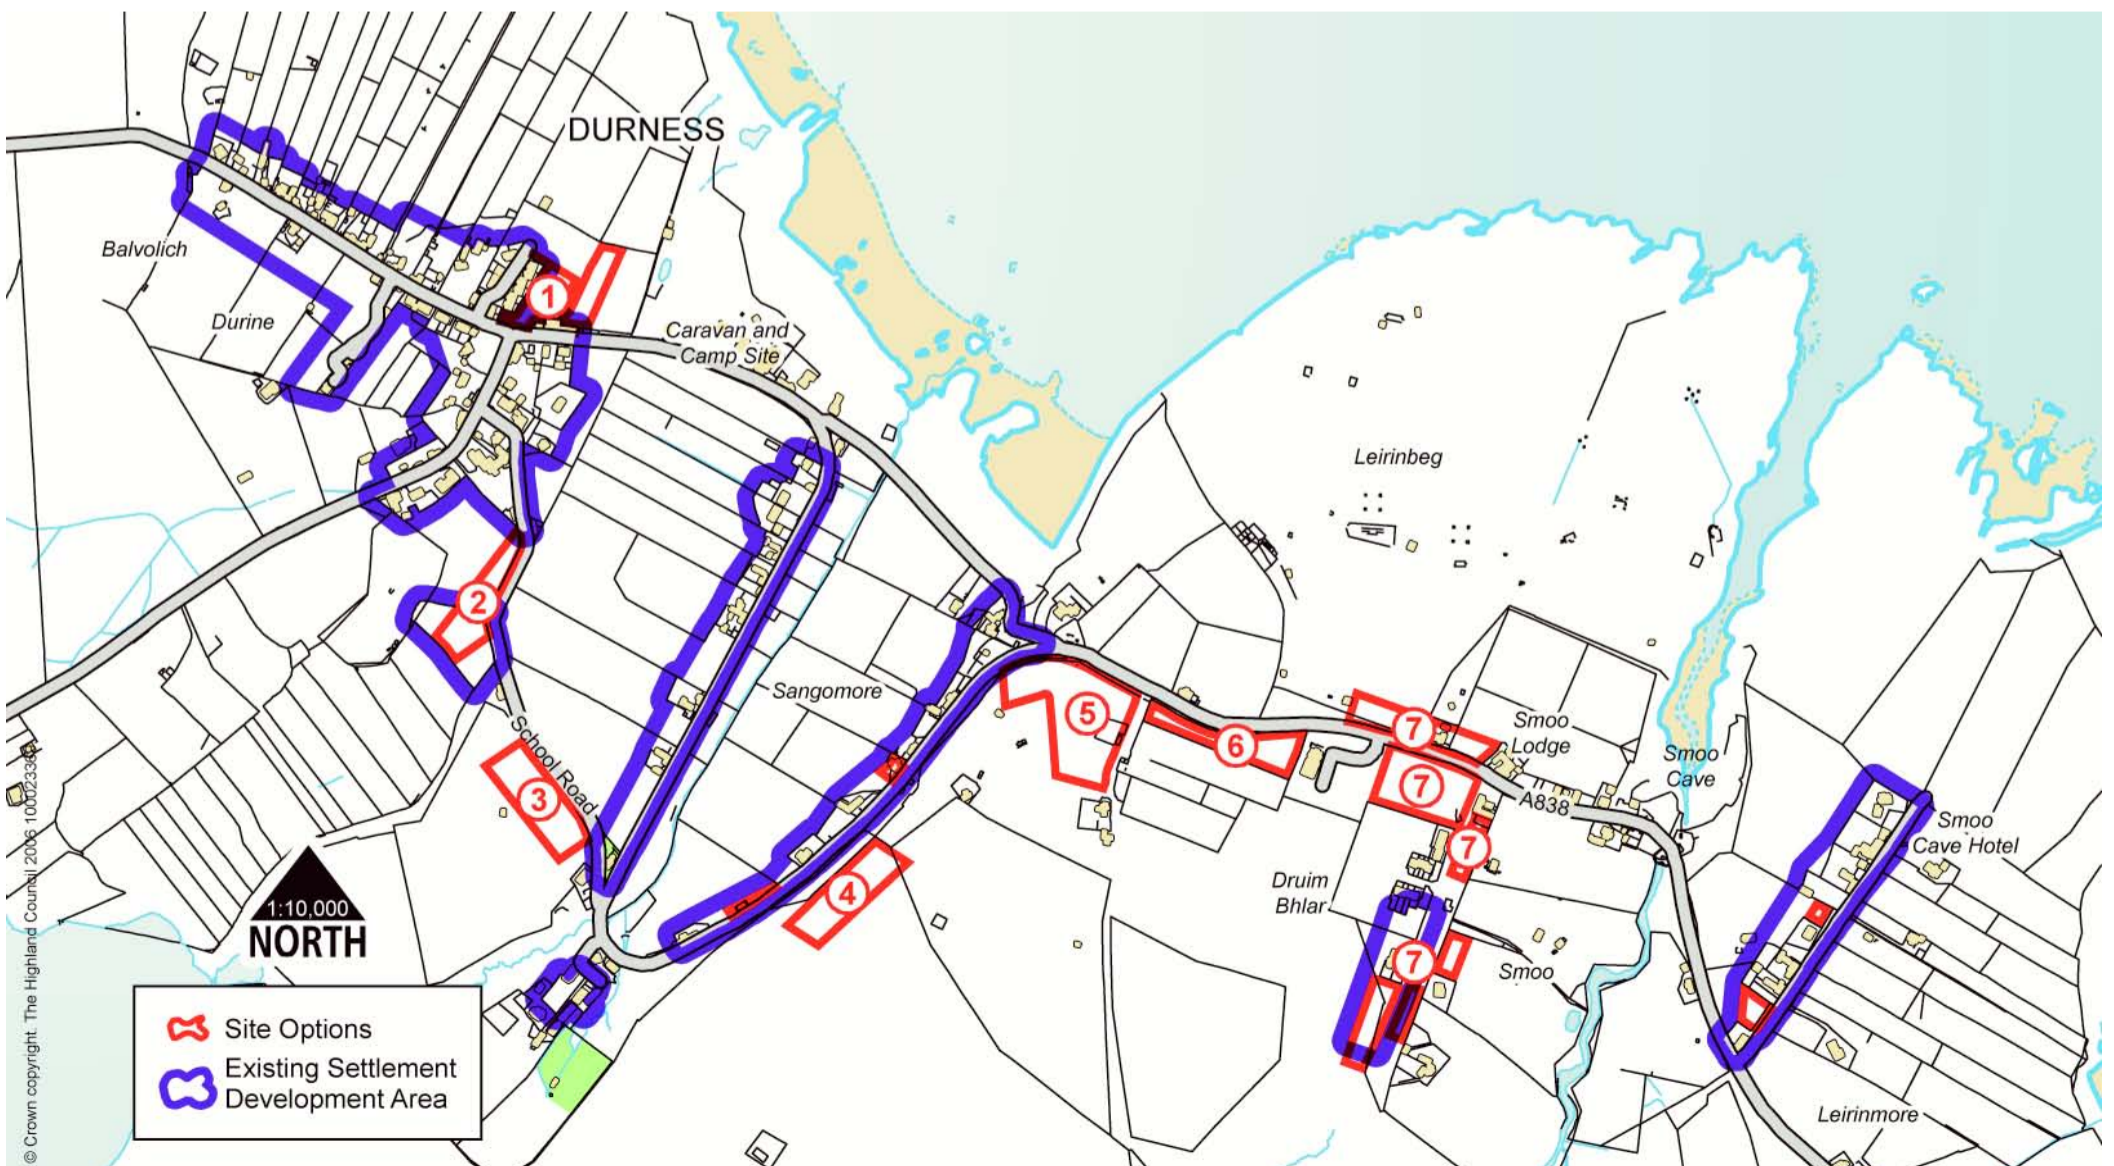 DURNESS
Balvolich
Durine
1
Caravan and
Camp Site
Leirinbeg
2
Sangomore
School Road
3
4
5
6
7
7
7
7
Smoo
Lodge
Smoo
Cave
A838
Smoo
Cave Hotel
Druim
Bhlar
Smoo
Leirinmore
1:10,000
NORTH
Site Options
Existing Settlement
Development Area
© Crown copyright. The Highland Council 2006 10002336